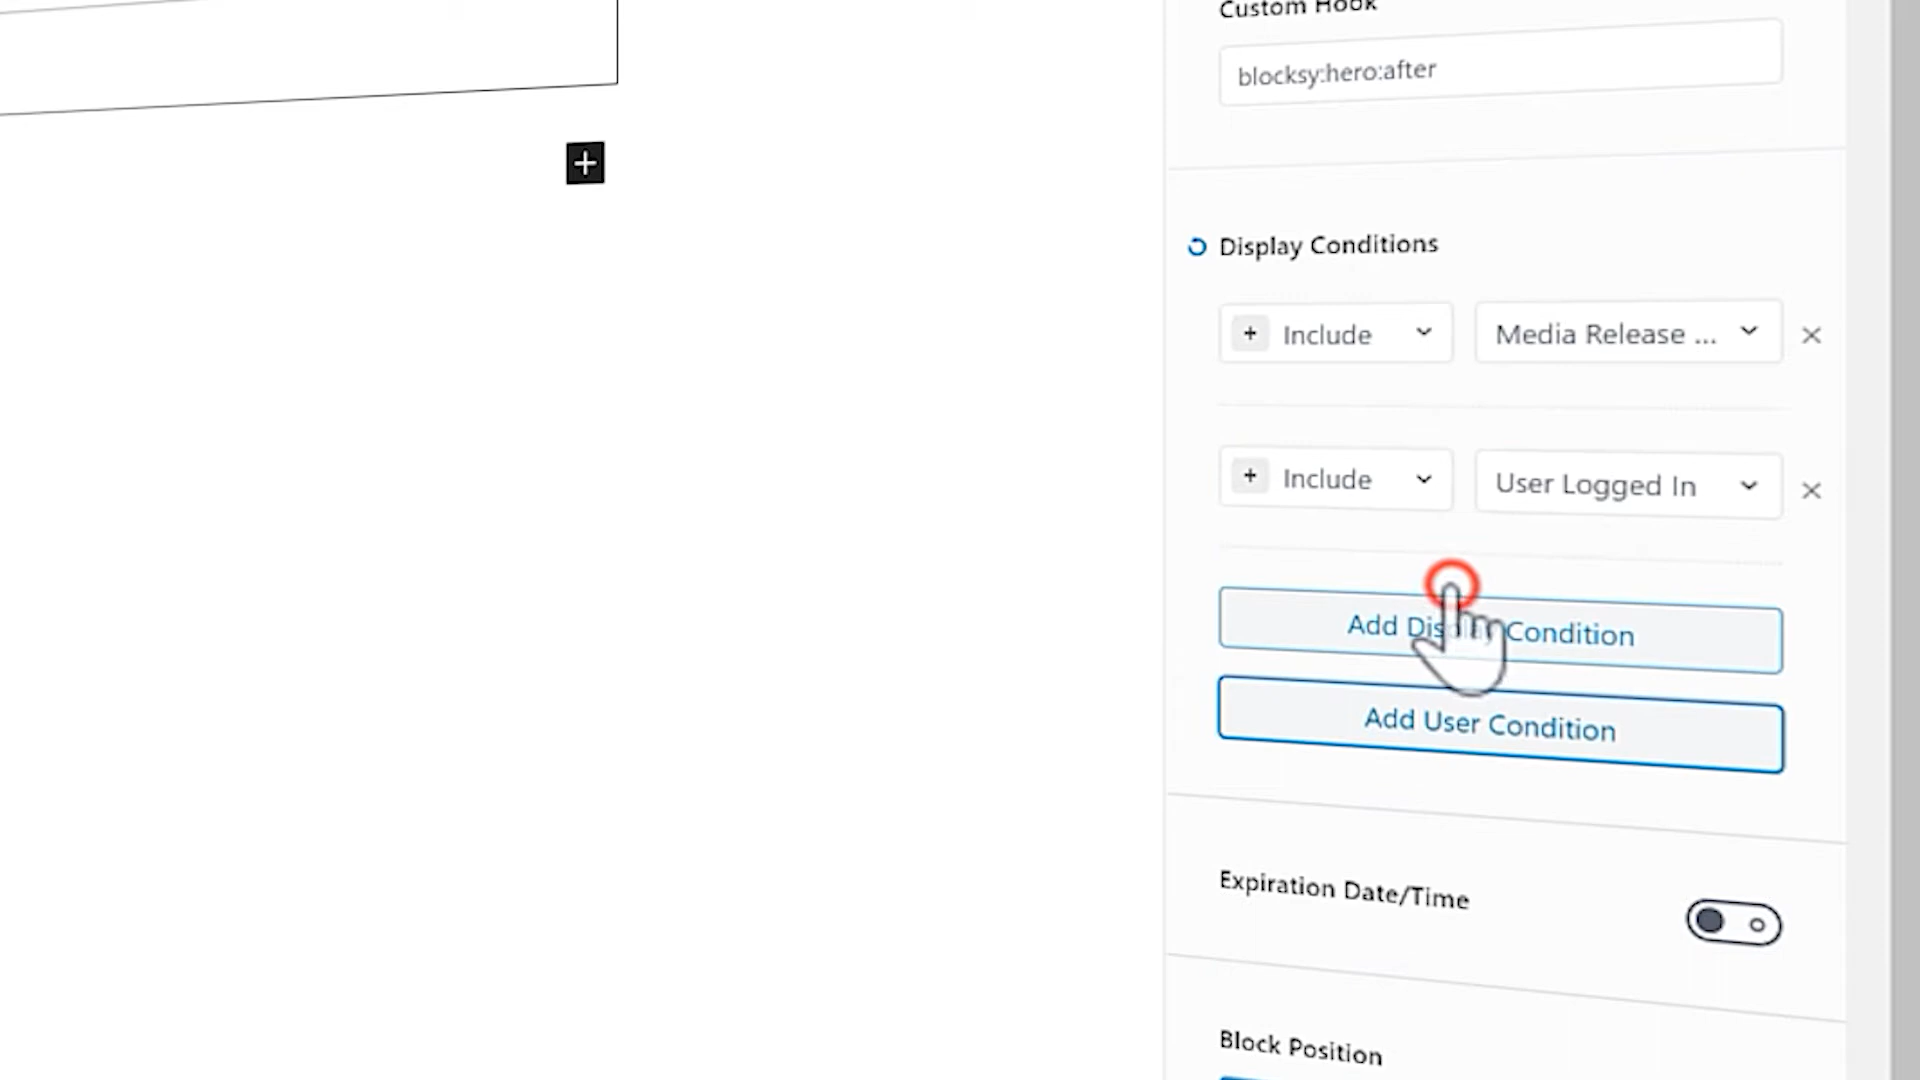 Custom Hook
blocksy:hero:after
Display Conditions
Include
Media Release ...
Include
User Logged In
Add Display Condition
Add User Condition
Expiration Date/Time
Block Position